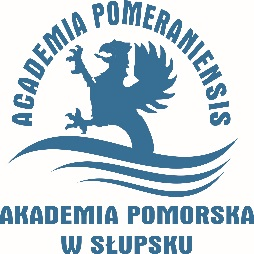 ACADEMIA POMERANIENSIS
AKADEMIA POMORSKA
W SŁUPSKU